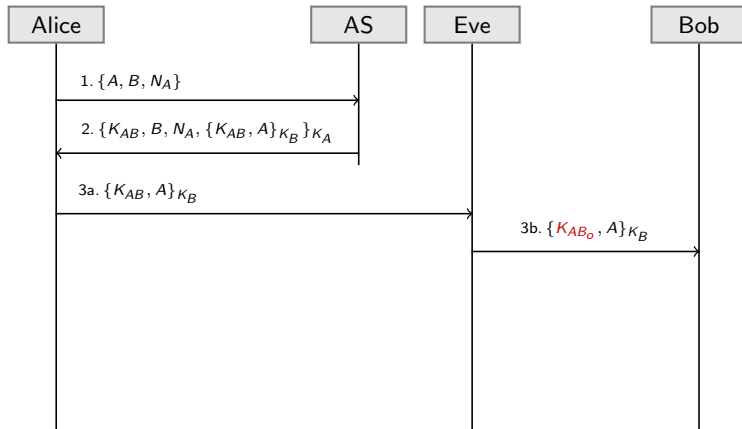 Alice AS Eve Bob
1. {A, B, N_A}
2. {K_AB, B, N_A, {K_AB, A}_K_B}_K_A
3a. {K_AB, A}_K_B
3b. {K_AB_o, A}_K_B